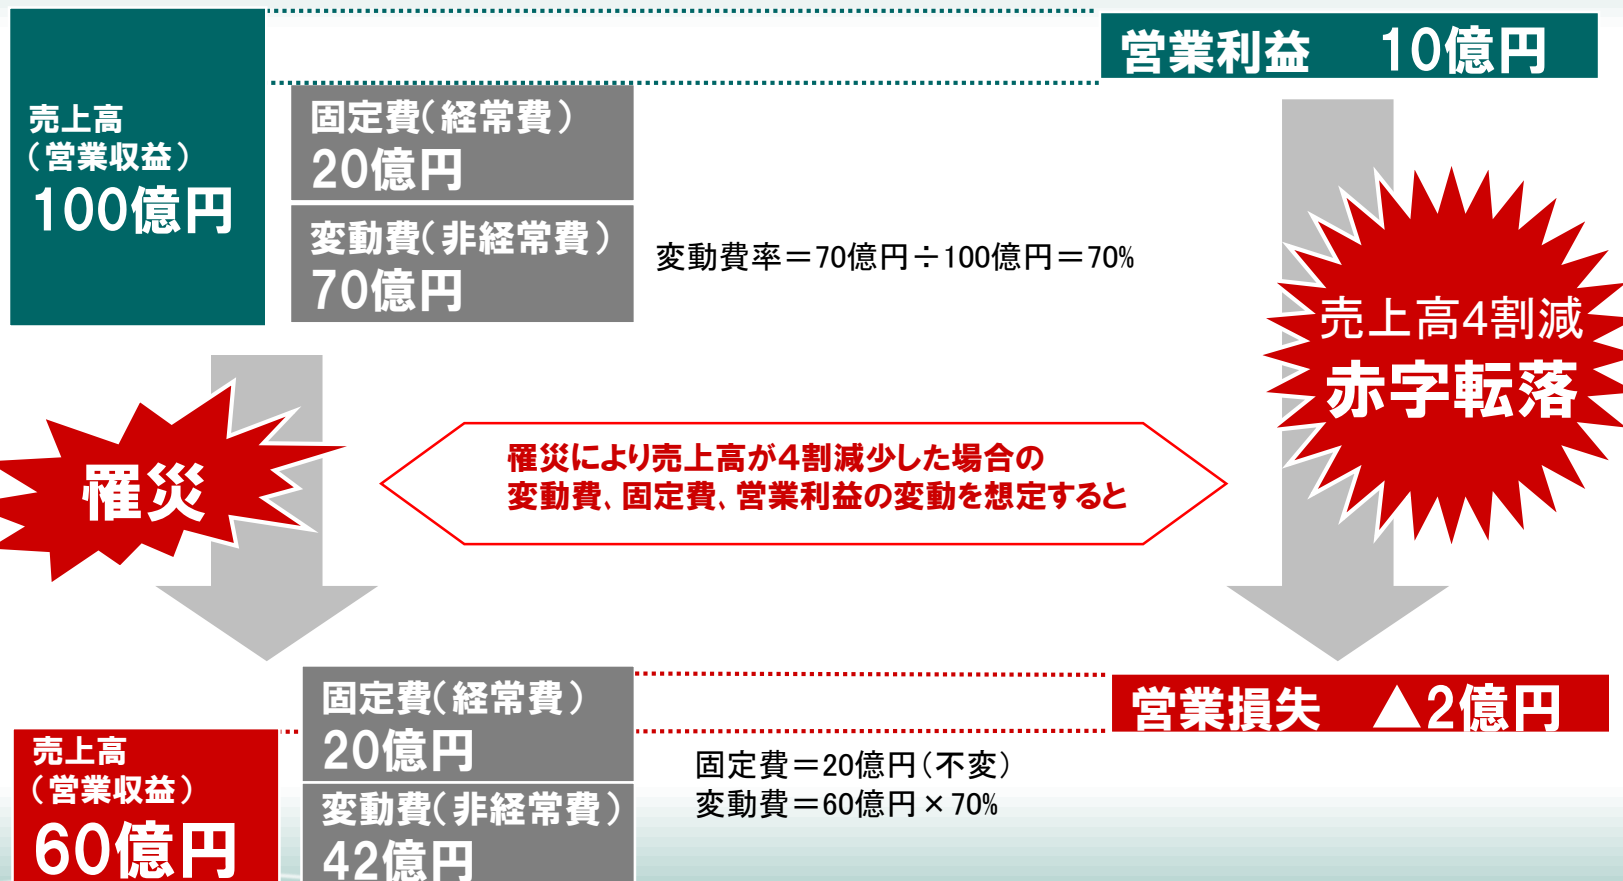 売上高
（営業収益）
100億円
固定費（経常費）
20億円
変動費（非経常費）
70億円
変動費率＝70億円÷100億円＝70%
営業利益　10億円
売上高4割減
赤字転落
罹災
罹災により売上高が４割減少した場合の
変動費、固定費、営業利益の変動を想定すると
売上高
（営業収益）
60億円
固定費（経常費）
20億円
変動費（非経常費）
42億円
固定費＝20億円（不変）
変動費＝60億円×70%
営業損失　▲2億円